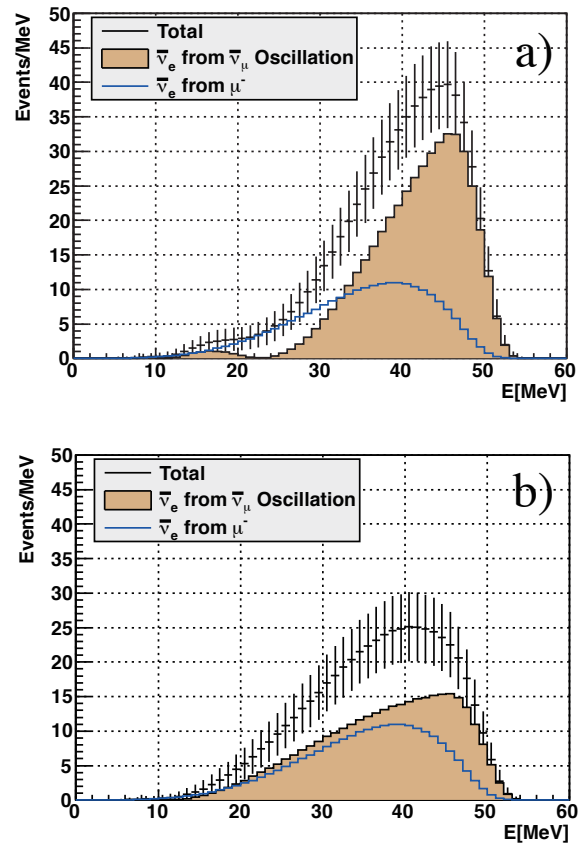 Events/MeV
50
45
40
35
30
25
20
15
10
5
0
Total
ν̅e from ν̅μ Oscillation
ν̅e from μ-
a)
0 10 20 30 40 50 60
E[MeV]
Events/MeV
50
45
40
35
30
25
20
15
10
5
0
Total
ν̅e from ν̅μ Oscillation
ν̅e from μ-
b)
0 10 20 30 40 50 60
E[MeV]